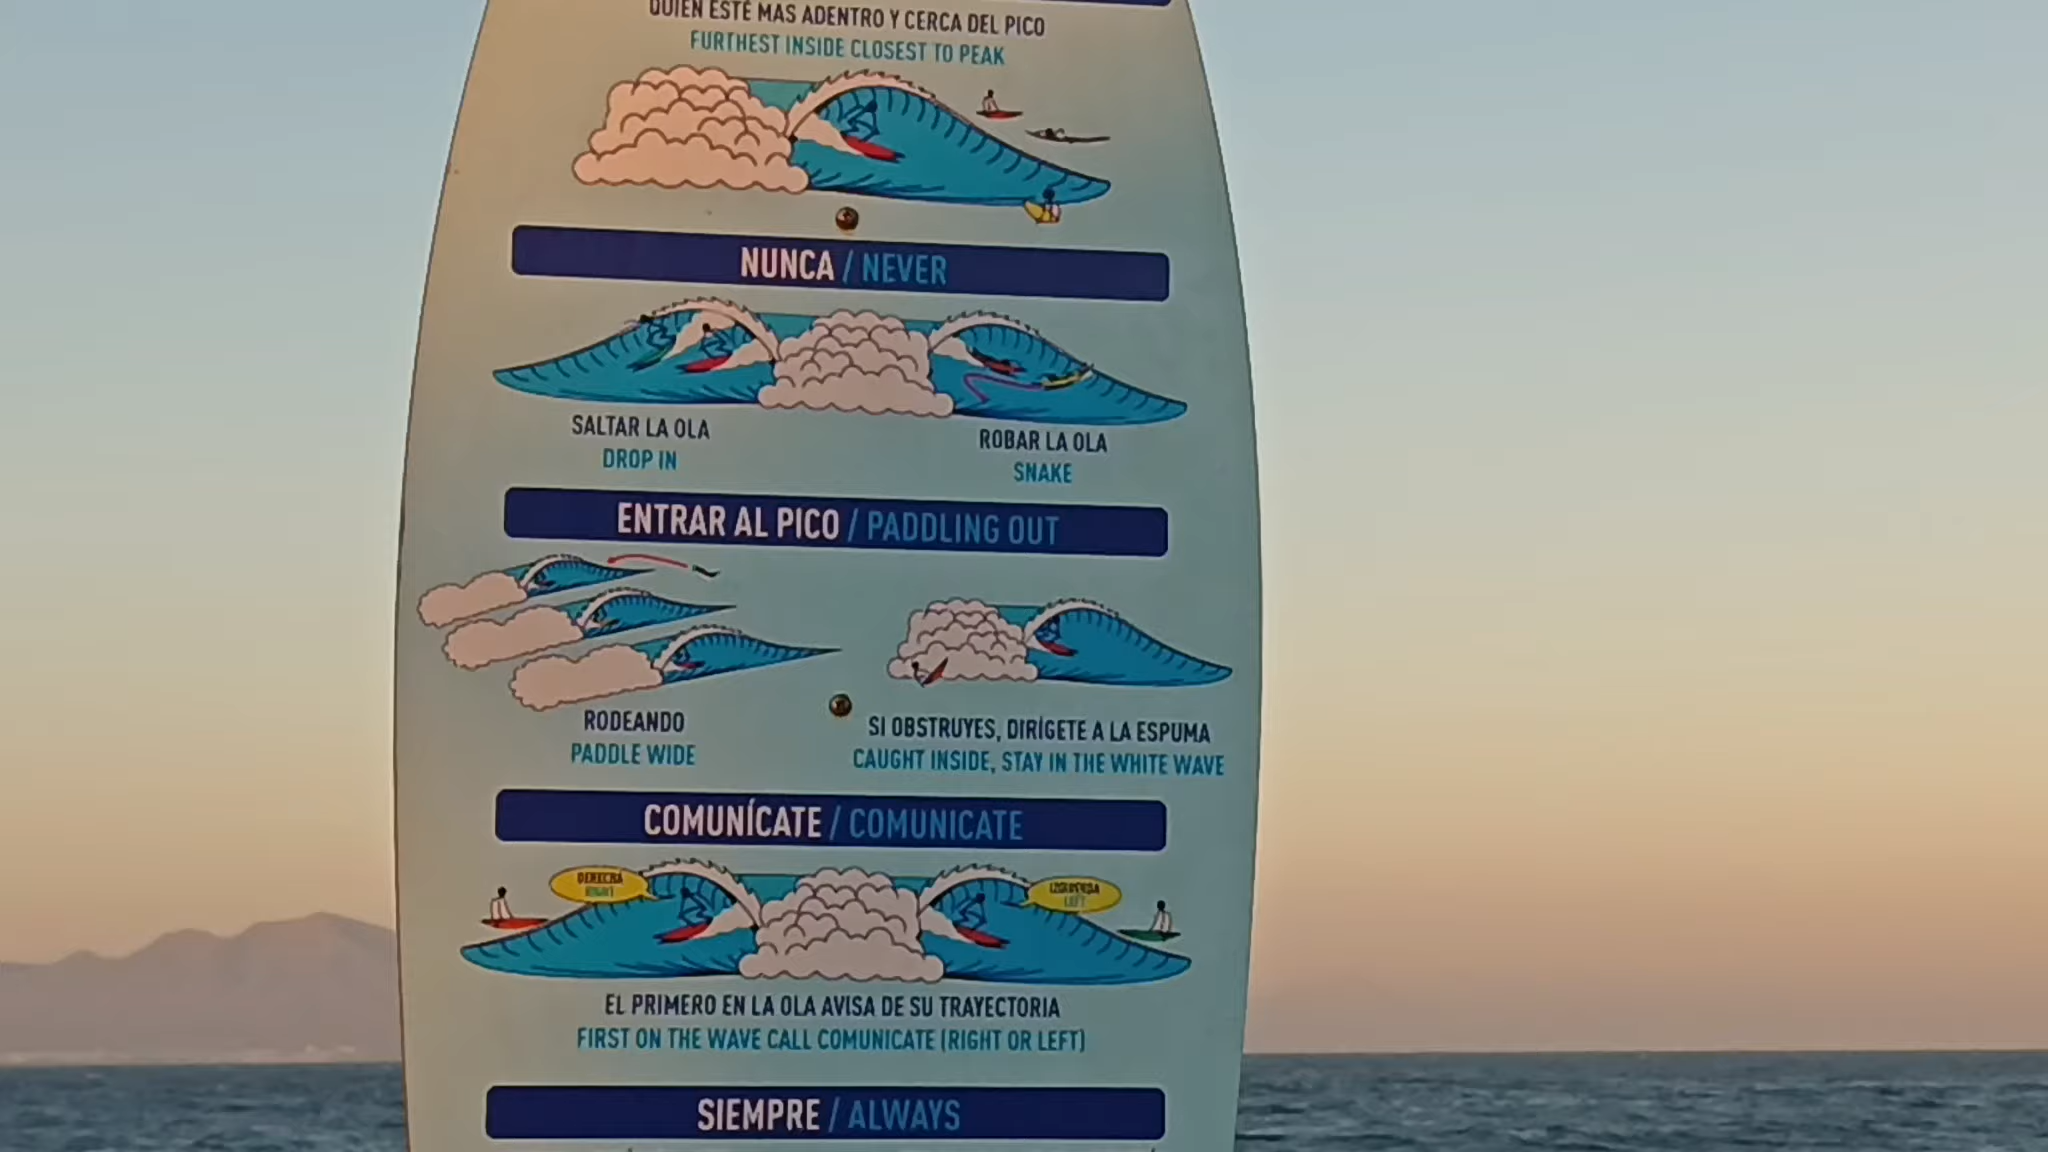 QUIEN ESTÉ MAS ADENTRO Y CERCA DEL PICO
FURTHEST INSIDE CLOSEST TO PEAK
NUNCA / NEVER
SALTAR LA OLA
DROP IN
ROBAR LA OLA
SNAKE
ENTRAR AL PICO / PADDLING OUT
RODEANDO
PADDLE WIDE
SI OBSTRUYES, DIRÍGETE A LA ESPUMA
CAUGHT INSIDE, STAY IN THE WHITE WAVE
COMUNÍCATE / COMUNICATE
DERECHA
RIGHT
IZQUIERDA
LEFT
EL PRIMERO EN LA OLA AVISA DE SU TRAYECTORIA
FIRST ON THE WAVE CALL COMUNICATE (RIGHT OR LEFT)
SIEMPRE / ALWAYS